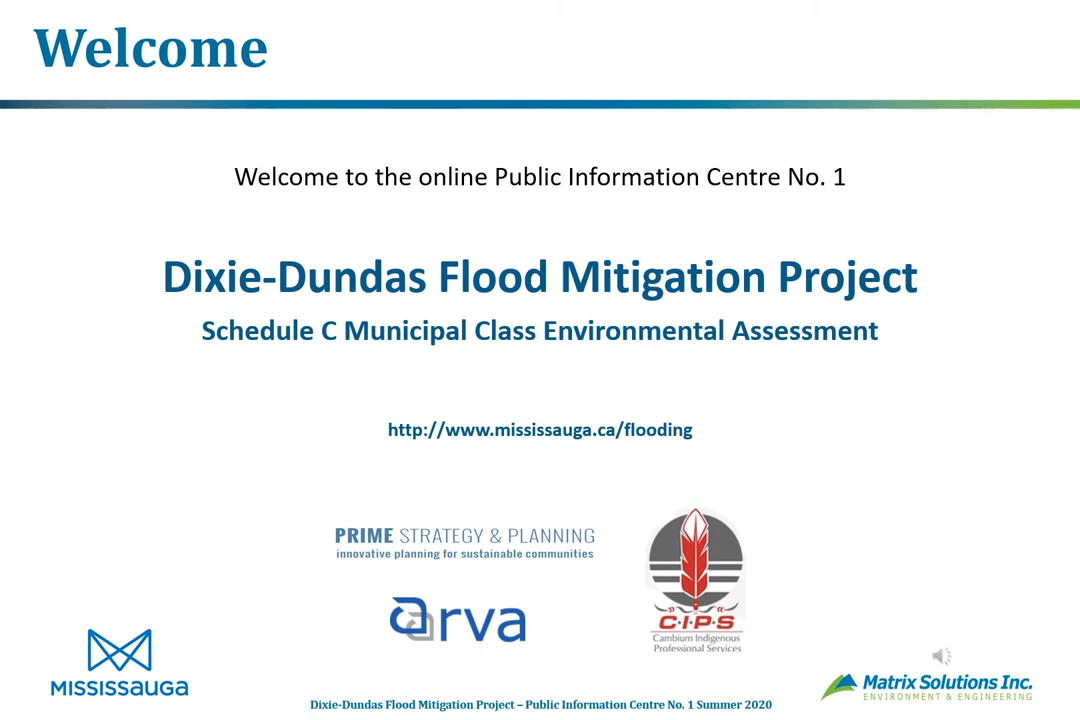 Welcome
Welcome to the online Public Information Centre No. 1
Dixie-Dundas Flood Mitigation Project
Schedule C Municipal Class Environmental Assessment
http://www.mississauga.ca/flooding
PRIME STRATEGY & PLANNING
innovative planning for sustainable communities
arva
C·I·P·S
Cambium Indigenous
Professional Services
MISSISSAUGA
Matrix Solutions Inc.
ENVIRONMENT & ENGINEERING
Dixie-Dundas Flood Mitigation Project – Public Information Centre No. 1 Summer 2020